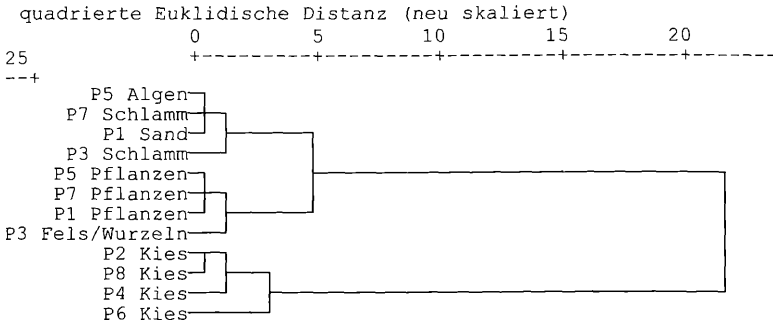 quadrierte Euklidische Distanz (neu skaliert)
0 5 10 15 20
25
+---------+---------+---------+---------+-------
--+
P5 Algen
P7 Schlamm
P1 Sand
P3 Schlamm
P5 Pflanzen
P7 Pflanzen
P1 Pflanzen
P3 Fels/Wurzeln
P2 Kies
P8 Kies
P4 Kies
P6 Kies